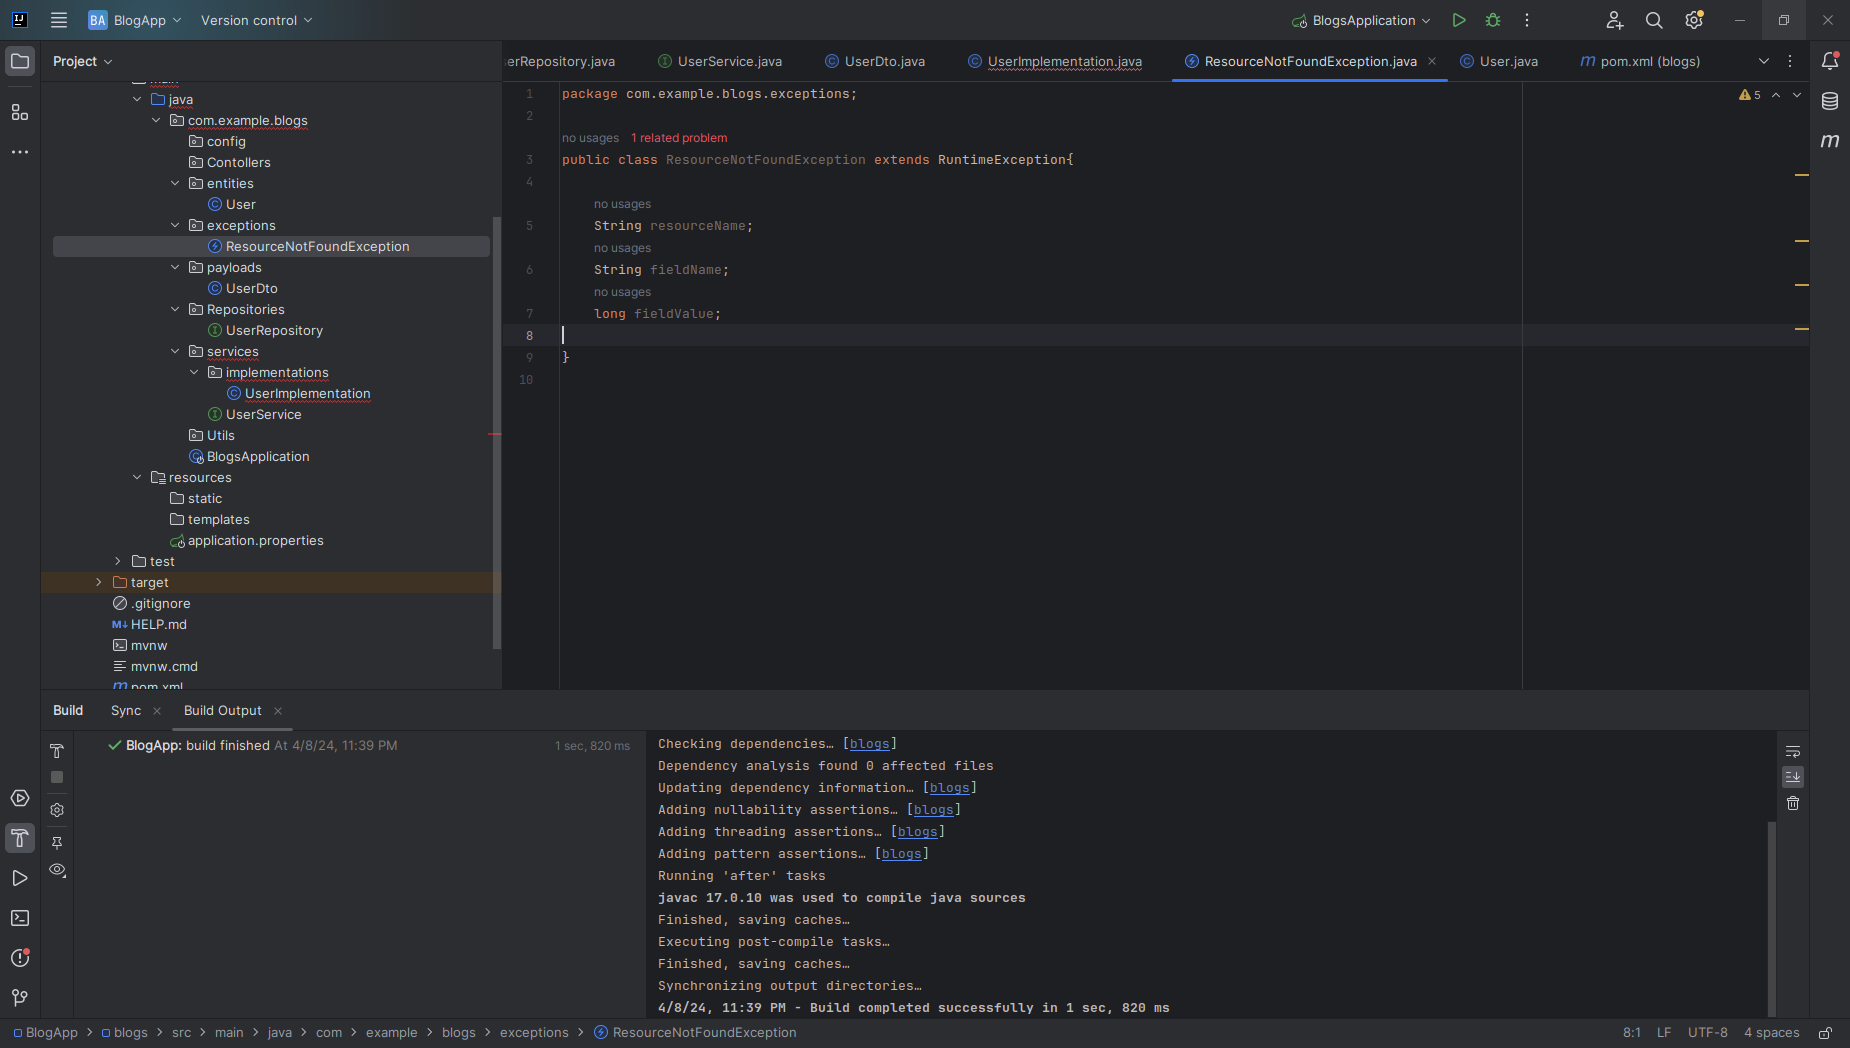 BA BlogApp Version control BlogsApplication
Project
erRepository.java UserService.java UserDto.java UserImplementation.java ResourceNotFoundException.java User.java m pom.xml (blogs)
main
java
com.example.blogs
config
Contollers
entities
User
exceptions
ResourceNotFoundException
payloads
UserDto
Repositories
UserRepository
services
implementations
UserImplementation
UserService
Utils
BlogsApplication
resources
static
templates
application.properties
test
target
.gitignore
HELP.md
mvnw
mvnw.cmd
pom.xml
5
1 package com.example.blogs.exceptions;
2
no usages 1 related problem
3 public class ResourceNotFoundException extends RuntimeException{
4
no usages
5 String resourceName;
no usages
6 String fieldName;
no usages
7 long fieldValue;
8
9 }
10
Build Sync Build Output
BlogApp: build finished At 4/8/24, 11:39 PM 1 sec, 820 ms
Checking dependencies… [blogs]
Dependency analysis found 0 affected files
Updating dependency information… [blogs]
Adding nullability assertions… [blogs]
Adding threading assertions… [blogs]
Adding pattern assertions… [blogs]
Running 'after' tasks
javac 17.0.10 was used to compile java sources
Finished, saving caches…
Executing post-compile tasks…
Finished, saving caches…
Synchronizing output directories…
4/8/24, 11:39 PM - Build completed successfully in 1 sec, 820 ms
BlogApp > blogs > src > main > java > com > example > blogs > exceptions > ResourceNotFoundException 8:1 LF UTF-8 4 spaces